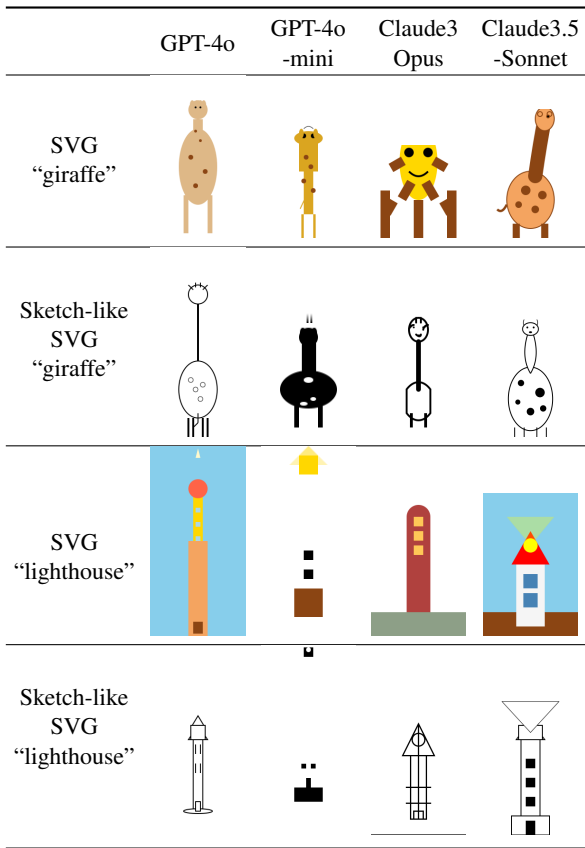 GPT-4o
GPT-4o
-mini
Claude3
Opus
Claude3.5
-Sonnet
SVG
“giraffe”
Sketch-like
SVG
“giraffe”
SVG
“lighthouse”
Sketch-like
SVG
“lighthouse”